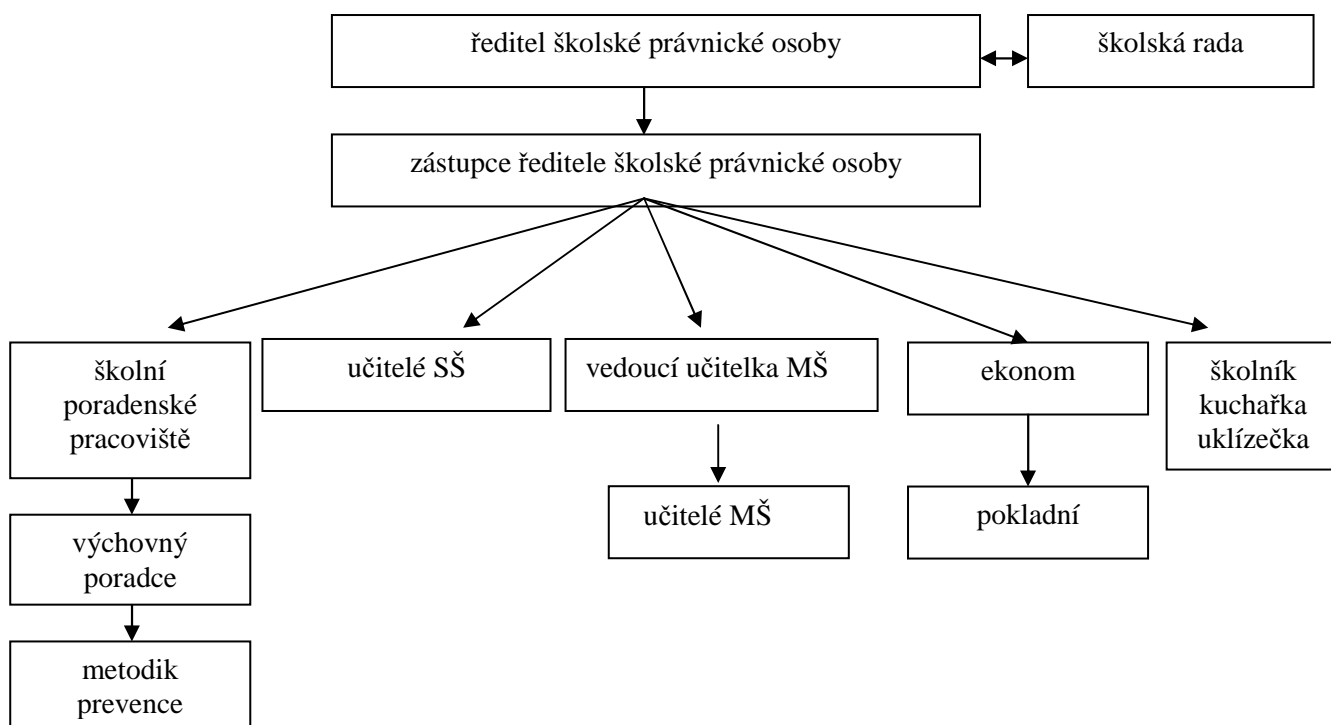 ředitel školské právnické osoby
školská rada
zástupce ředitele školské právnické osoby
školní
poradenské
pracoviště
učitelé SŠ
vedoucí učitelka MŠ
ekonom
školník
kuchařka
uklízečka
učitelé MŠ
pokladní
výchovný
poradce
metodik
prevence